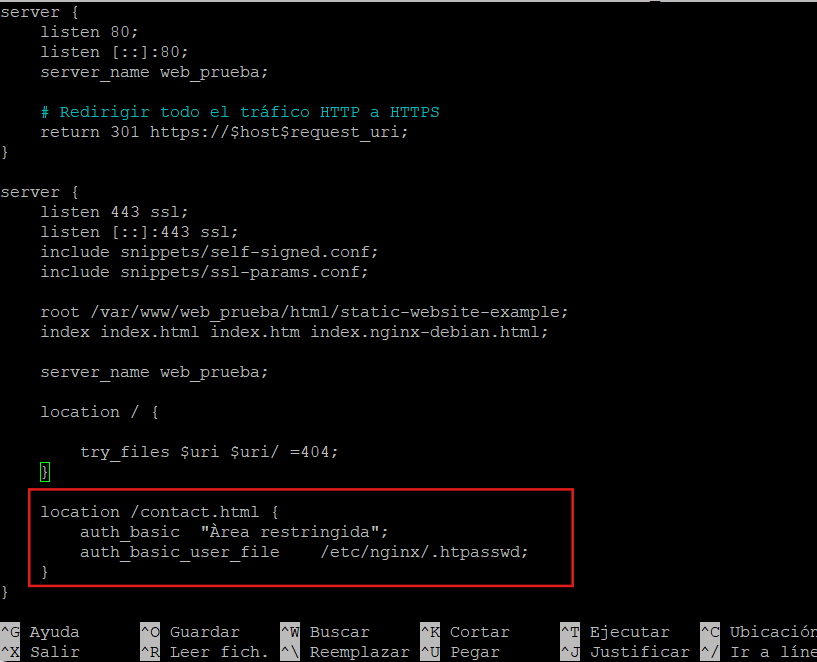 server {
    listen 80;
    listen [::]:80;
    server_name web_prueba;

    # Redirigir todo el tráfico HTTP a HTTPS
    return 301 https://$host$request_uri;
}

server {
    listen 443 ssl;
    listen [::]:443 ssl;
    include snippets/self-signed.conf;
    include snippets/ssl-params.conf;

    root /var/www/web_prueba/html/static-website-example;
    index index.html index.htm index.nginx-debian.html;

    server_name web_prueba;

    location / {

        try_files $uri $uri/ =404;
    }

    location /contact.html {
        auth_basic  "Àrea restringida";
        auth_basic_user_file    /etc/nginx/.htpasswd;
    }
}
^G Ayuda ^O Guardar ^W Buscar ^K Cortar ^T Ejecutar ^C Ubicación
^X Salir ^R Leer fich. ^\ Reemplazar ^U Pegar ^J Justificar ^/ Ir a líne